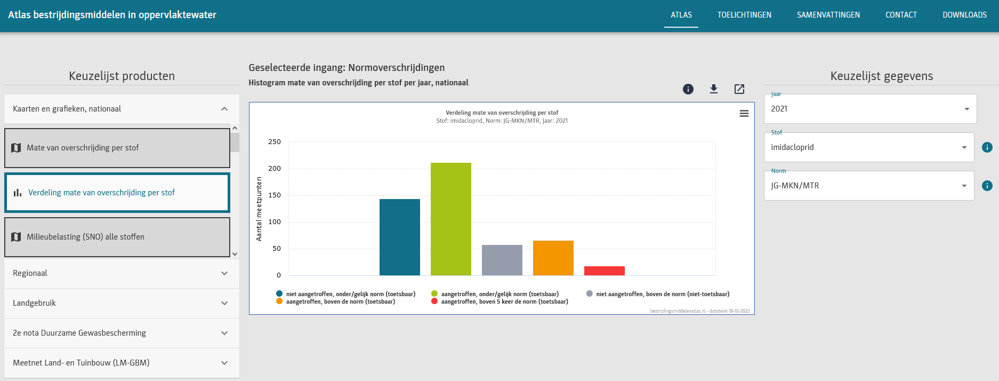 Atlas bestrijdingsmiddelen in oppervlaktewater
ATLAS
TOELICHTINGEN
SAMENVATTINGEN
CONTACT
DOWNLOADS
Keuzelijst producten
Kaarten en grafieken, nationaal
Mate van overschrijding per stof
Verdeling mate van overschrijding per stof
Milieubelasting (SNO) alle stoffen
Regionaal
Landgebruik
2e nota Duurzame Gewasbescherming
Meetnet Land- en Tuinbouw (LM-GBM)
Geselecteerde ingang: Normoverschrijdingen
Histogram mate van overschrijding per stof per jaar, nationaal
Verdeling mate van overschrijding per stof
Stof: imidacloprid, Norm: JG-MKN/MTR, Jaar: 2021
Aantal meetpunten
250
200
150
100
50
0
niet aangetroffen, onder/gelijk norm (toetsbaar)
aangetroffen, onder/gelijk norm (toetsbaar)
niet aangetroffen, boven de norm (niet-toetsbaar)
aangetroffen, boven de norm (toetsbaar)
aangetroffen, boven 5 keer de norm (toetsbaar)
bestrijdingsmiddelenatlas.nl - databank 18-10-2022
Keuzelijst gegevens
Jaar
2021
Stof
imidacloprid
Norm
JG-MKN/MTR